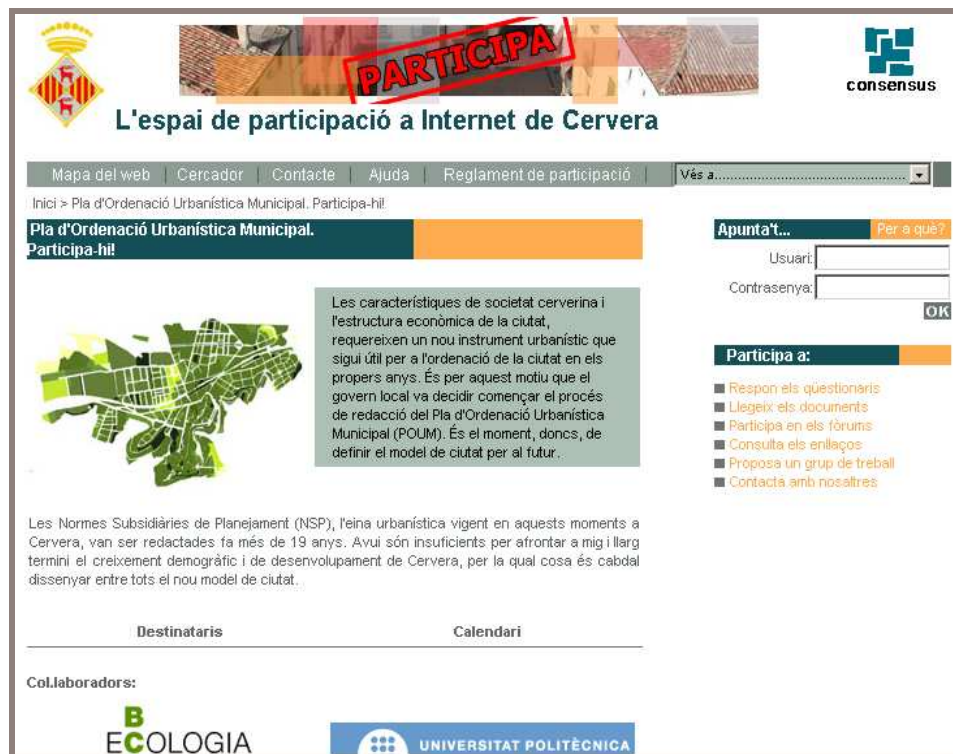 PARTICIPA
consensus
L'espai de participació a Internet de Cervera
Mapa del web | Cercador | Contacte | Ajuda | Reglament de participació |
Vés a...............................................
Inici > Pla d'Ordenació Urbanística Municipal. Participa-hi!
Pla d'Ordenació Urbanística Municipal.
Participa-hi!
Les característiques de societat cerverina i
l'estructura econòmica de la ciutat,
requereixen un nou instrument urbanístic que
sigui útil per a l'ordenació de la ciutat en els
propers anys. És per aquest motiu que el
govern local va decidir començar el procés
de redacció del Pla d'Ordenació Urbanística
Municipal (POUM). És el moment, doncs, de
definir el model de ciutat per al futur.
Les Normes Subsidiàries de Planejament (NSP), l'eina urbanística vigent en aquests moments a
Cervera, van ser redactades fa més de 19 anys. Avui són insuficients per afrontar a mig i llarg
termini el creixement demogràfic i de desenvolupament de Cervera, per la qual cosa és cabdal
dissenyar entre tots el nou model de ciutat.
Destinataris
Calendari
Col.laboradors:
B
ECOLOGIA
UNIVERSITAT POLITÈCNICA
Apunta't...
Per a què?
Usuari:
Contrasenya:
OK
Participa a:
Respon els qüestionaris
Llegeix els documents
Participa en els fòrums
Consulta els enllaços
Proposa un grup de treball
Contacta amb nosaltres